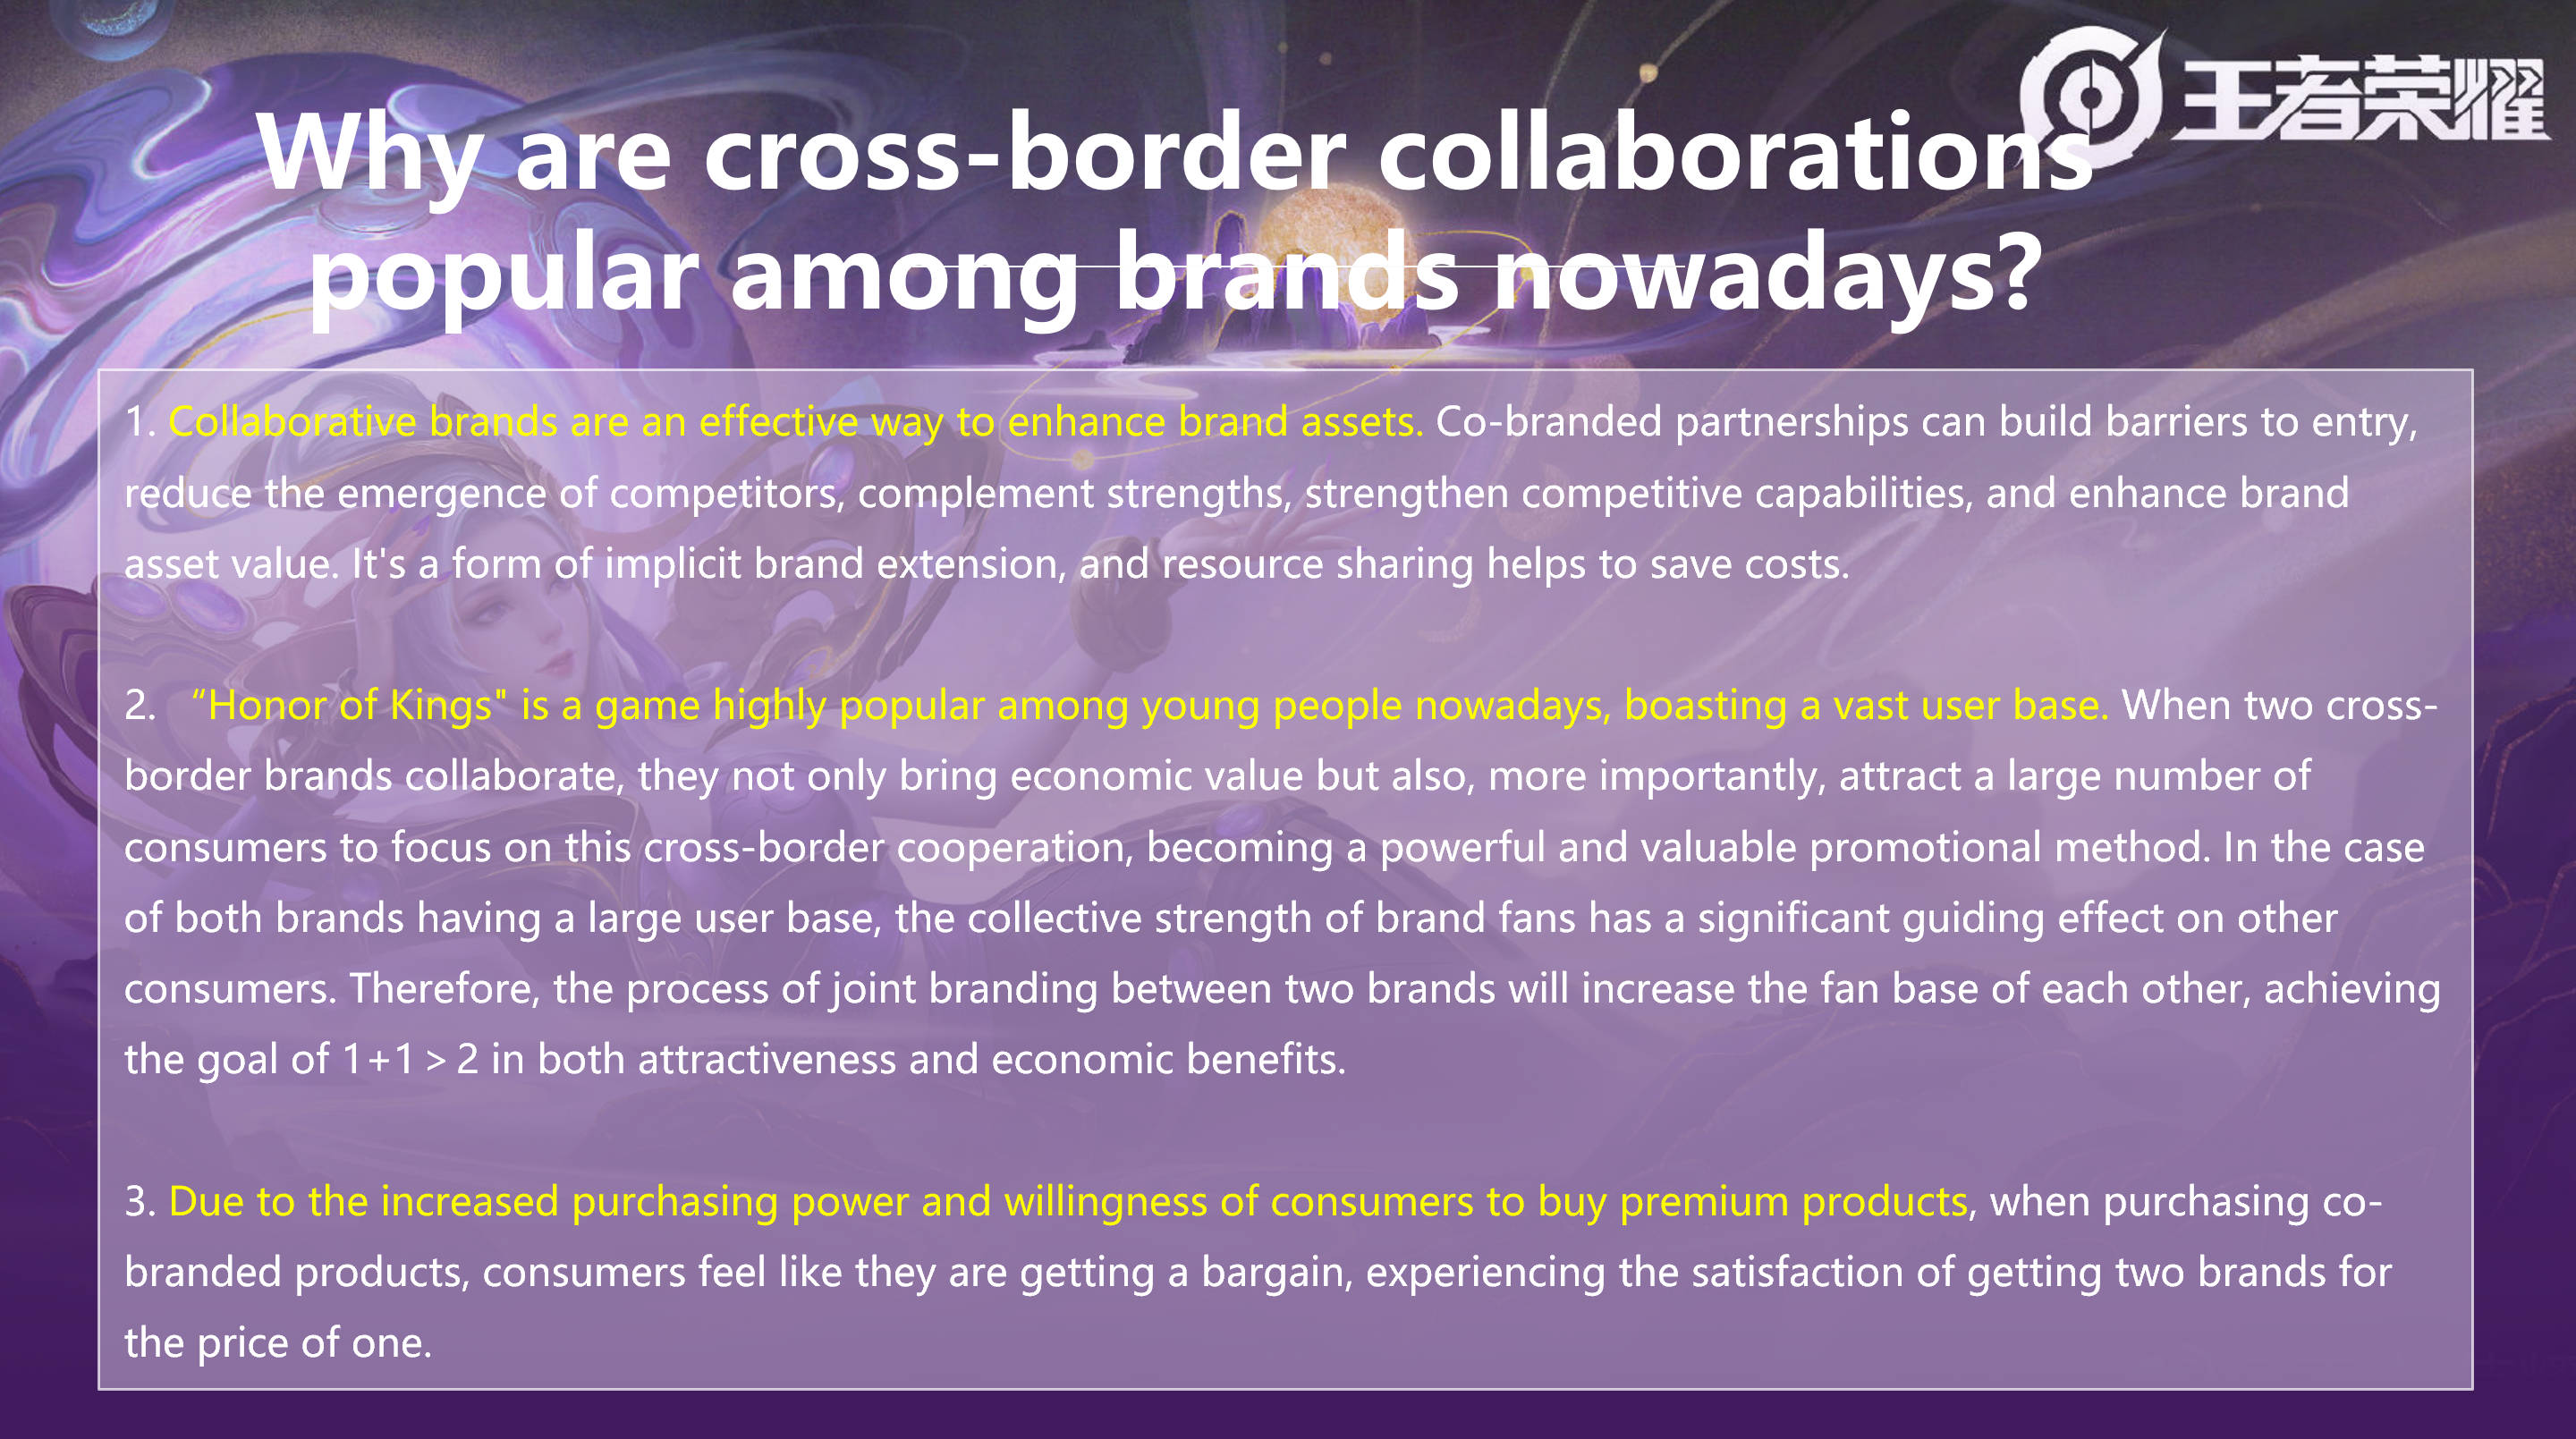 王者荣耀
Why are cross-border collaborations
popular among brands nowadays?
1. Collaborative brands are an effective way to enhance brand assets. Co-branded partnerships can build barriers to entry,
reduce the emergence of competitors, complement strengths, strengthen competitive capabilities, and enhance brand
asset value. It's a form of implicit brand extension, and resource sharing helps to save costs.
2. “Honor of Kings" is a game highly popular among young people nowadays, boasting a vast user base. When two cross-
border brands collaborate, they not only bring economic value but also, more importantly, attract a large number of
consumers to focus on this cross-border cooperation, becoming a powerful and valuable promotional method. In the case
of both brands having a large user base, the collective strength of brand fans has a significant guiding effect on other
consumers. Therefore, the process of joint branding between two brands will increase the fan base of each other, achieving
the goal of 1+1＞2 in both attractiveness and economic benefits.
3. Due to the increased purchasing power and willingness of consumers to buy premium products, when purchasing co-
branded products, consumers feel like they are getting a bargain, experiencing the satisfaction of getting two brands for
the price of one.